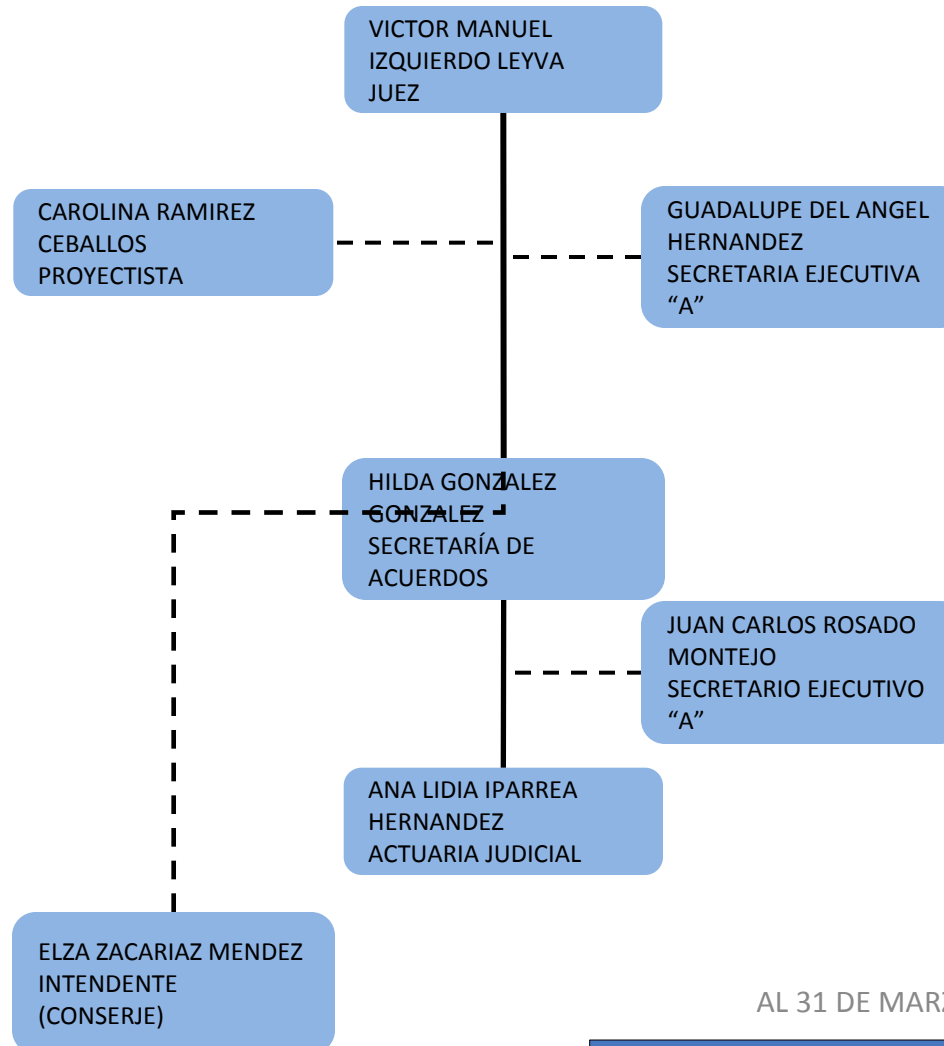 VICTOR MANUEL
IZQUIERDO LEYVA
JUEZ
CAROLINA RAMIREZ
CEBALLOS
PROYECTISTA
GUADALUPE DEL ANGEL
HERNANDEZ
SECRETARIA EJECUTIVA
“A”
HILDA GONZALEZ
GONZALEZ
SECRETARÍA DE
ACUERDOS
JUAN CARLOS ROSADO
MONTEJO
SECRETARIO EJECUTIVO
“A”
ANA LIDIA IPARREA
HERNANDEZ
ACTUARIA JUDICIAL
ELZA ZACARIAZ MENDEZ
INTENDENTE
(CONSERJE)
AL 31 DE MARZ